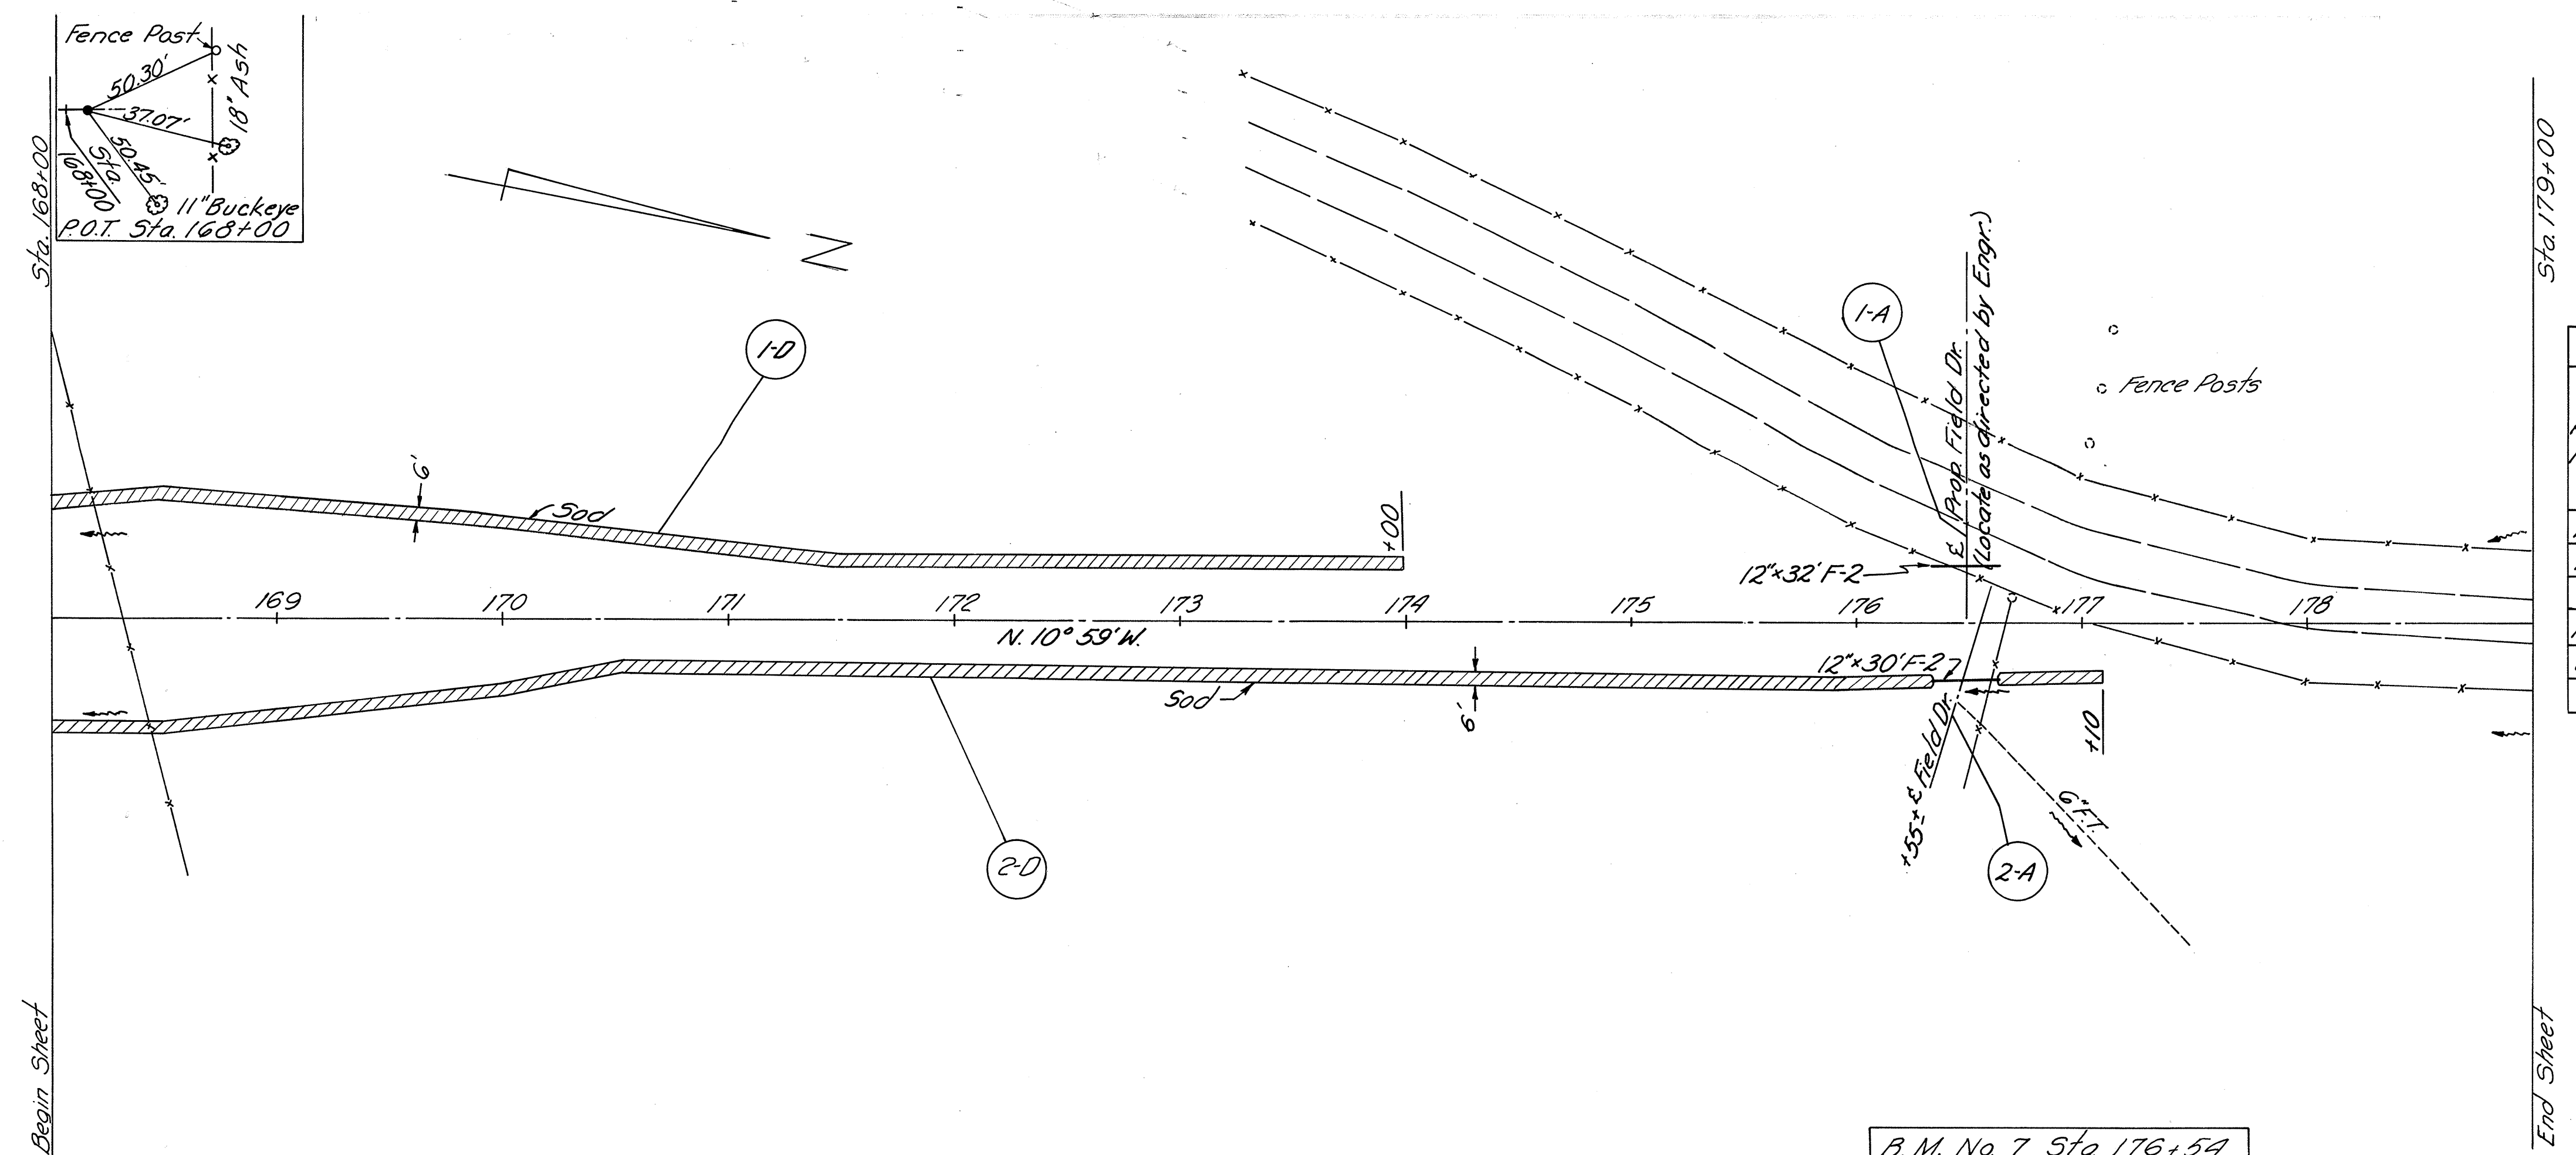 Fence Post
50.30'
18" Ash
37.07'
50.45'
Sta.
168+00
11" Buckeye
P.O.T. Sta. 168+00
Sta. 168+00
Sta. 179+00
N
1-D
1-A
℄ Prop. Field Dr.
(Locate as directed by Engr.)
Fence Posts
6'
Sod
+00
12"x32' F-2
169
170
171
172
173
174
175
176
177
178
N. 10° 59' W.
12"x30' F-2
Sod
6'
+10
+55± ℄ Field Dr.
6" F.T.
2-D
2-A
Begin Sheet
End Sheet
B.M. No. 7 Sta. 176+54